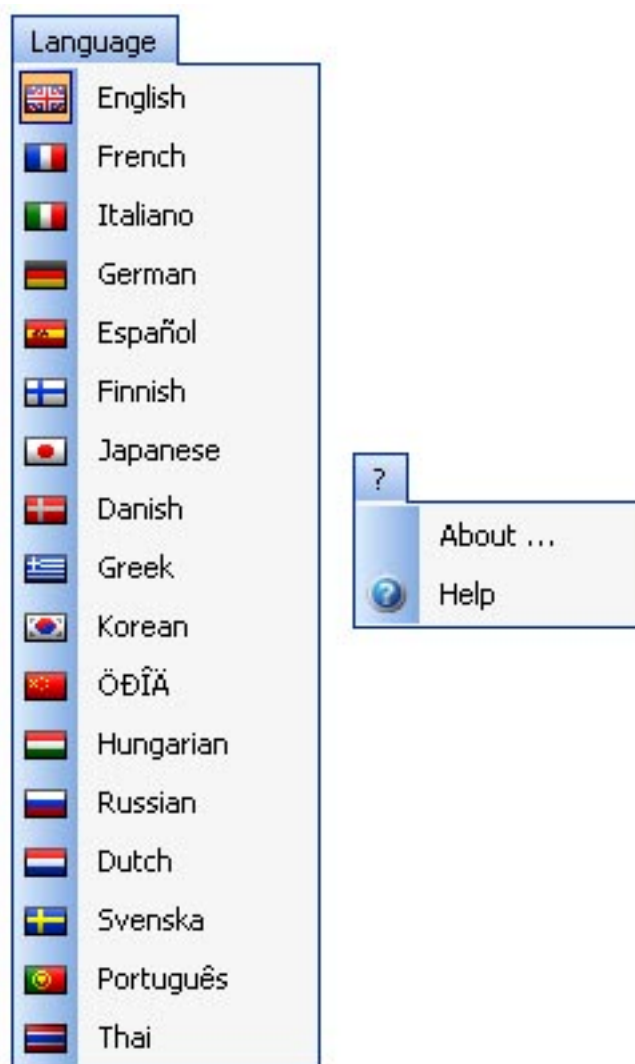 Language
English
French
Italiano
German
Español
Finnish
Japanese
Danish
Greek
Korean
ÖÐÎÄ
Hungarian
Russian
Dutch
Svenska
Português
Thai
?
About ...
Help